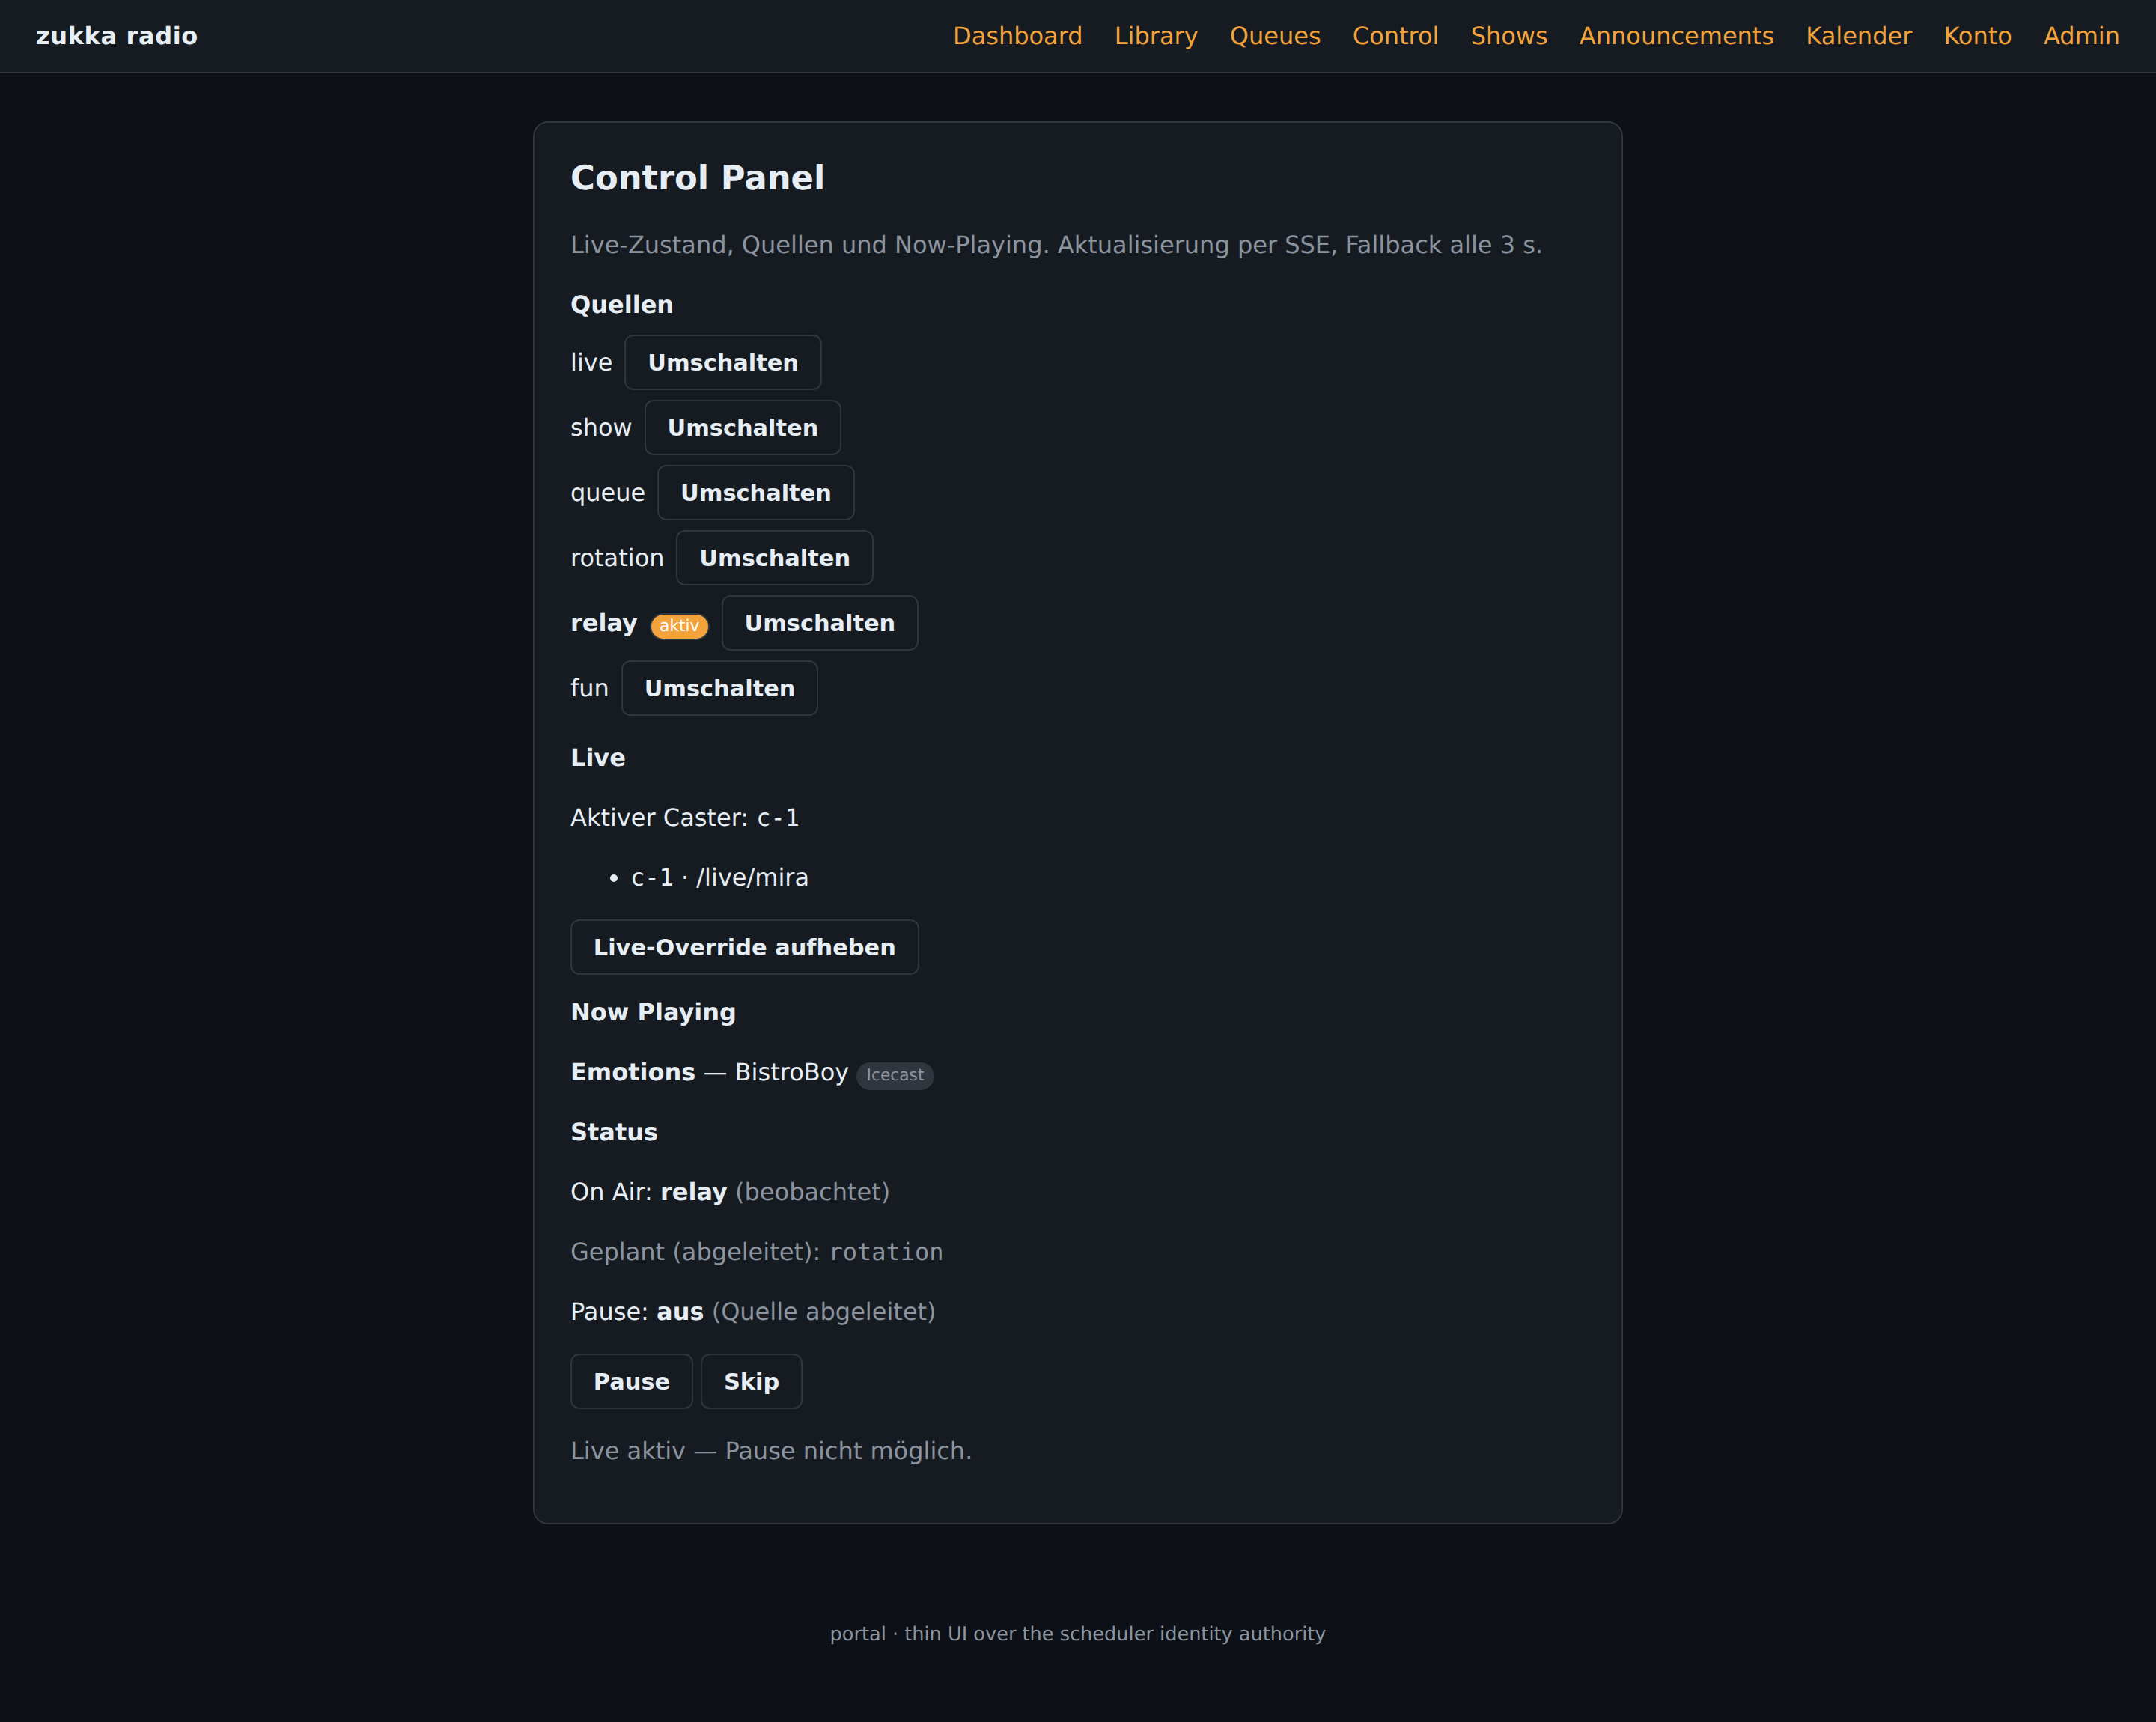 zukka radio Dashboard Library Queues Control Shows Announcements Kalender Konto Admin
Control Panel
Live-Zustand, Quellen und Now-Playing. Aktualisierung per SSE, Fallback alle 3 s.
Quellen
live Umschalten
show Umschalten
queue Umschalten
rotation Umschalten
relay aktiv Umschalten
fun Umschalten
Live
Aktiver Caster: c-1
• c-1 · /live/mira
Live-Override aufheben
Now Playing
Emotions — BistroBoy Icecast
Status
On Air: relay (beobachtet)
Geplant (abgeleitet): rotation
Pause: aus (Quelle abgeleitet)
Pause Skip
Live aktiv — Pause nicht möglich.
portal · thin UI over the scheduler identity authority